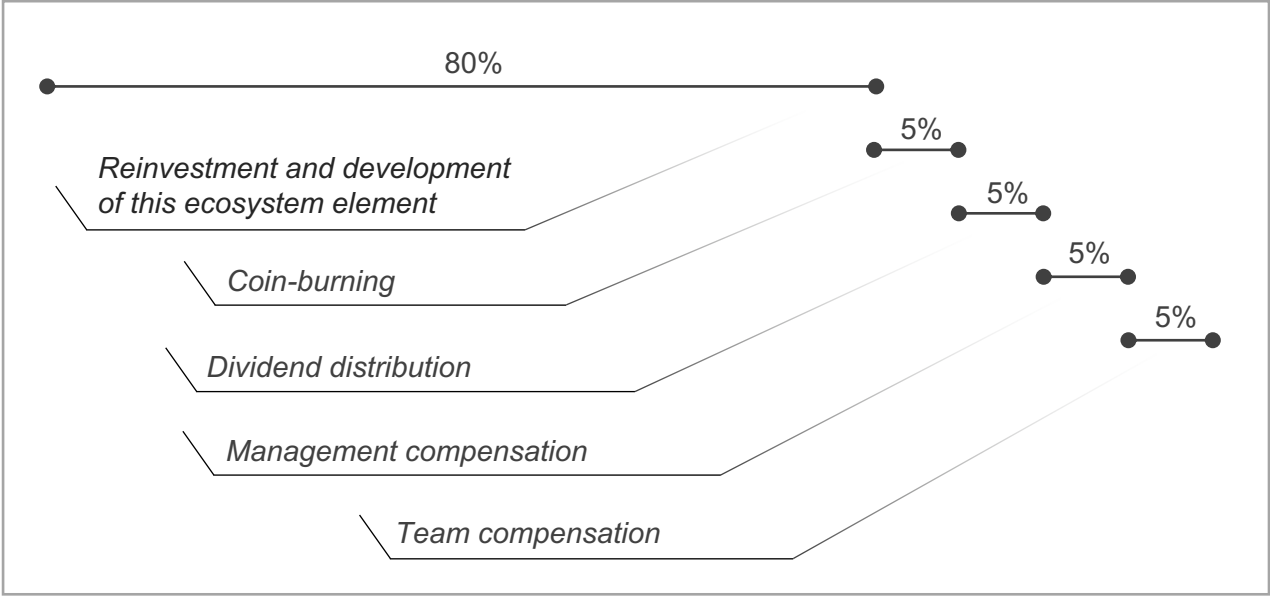 80%
5%
Reinvestment and development
of this ecosystem element
5%
5%
Coin-burning
5%
Dividend distribution
Management compensation
Team compensation